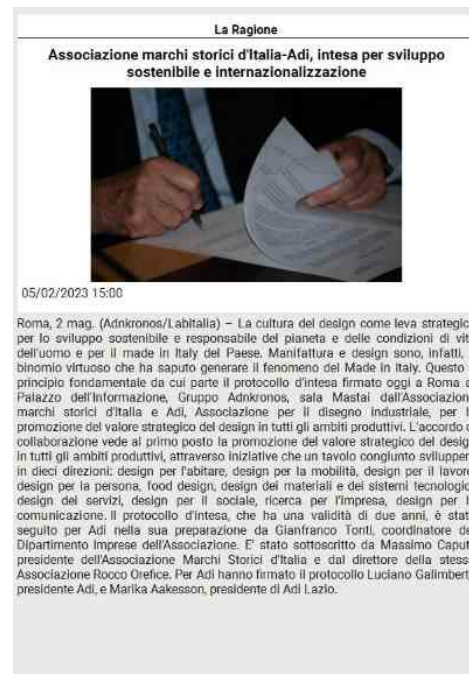 La Ragione
Associazione marchi storici d'Italia-Adi, intesa per sviluppo
sostenibile e internazionalizzazione
05/02/2023 15:00
Roma, 2 mag. (Adnkronos/Labitalia) – La cultura del design come leva strategic
per lo sviluppo sostenibile e responsabile del pianeta e delle condizioni di vit
dell'uomo e per il made in Italy del Paese. Manifattura e design sono, infatti,
binomio virtuoso che ha saputo generare il fenomeno del Made in Italy. Questo
principio fondamentale da cui parte il protocollo d'intesa firmato oggi a Roma a
Palazzo dell'Informazione, Gruppo Adnkronos, sala Mastai dall'Association
marchi storici d'Italia e Adi, Associazione per il disegno industriale, per l
promozione del valore strategico del design in tutti gli ambiti produttivi. L'accordo d
collaborazione vede al primo posto la promozione del valore strategico del desig
in tutti gli ambiti produttivi, attraverso iniziative che un tavolo congiunto svilupper
in dieci direzioni: design per l'abitare, design per la mobilità, design per il lavor
design per la persona, food design, design dei materiali e dei sistemi tecnologic
design dei servizi, design per il sociale, ricerca per l'impresa, design per l
comunicazione. Il protocollo d'intesa, che ha una validità di due anni, è stat
seguito per Adi nella sua preparazione da Gianfranco Tonti, coordinatore de
Dipartimento Imprese dell'Associazione. E' stato sottoscritto da Massimo Caput
presidente dell'Associazione Marchi Storici d'Italia e dal direttore della stess
Associazione Rocco Orefice. Per Adi hanno firmato il protocollo Luciano Galimbert
presidente Adi, e Marika Aakesson, presidente di Adi Lazio.